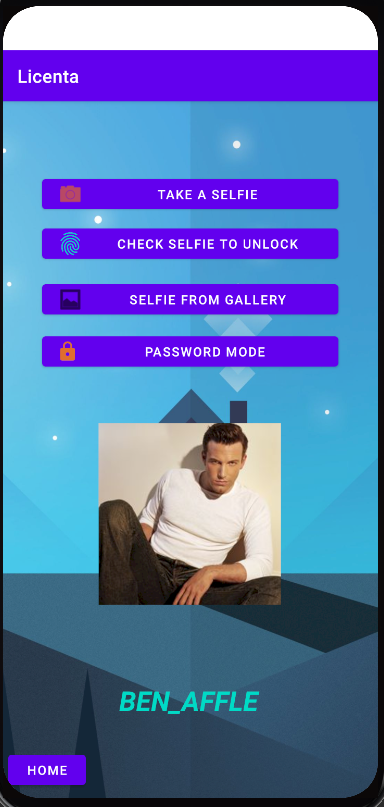 Licenta
TAKE A SELFIE
CHECK SELFIE TO UNLOCK
SELFIE FROM GALLERY
PASSWORD MODE
BEN_AFFLE
HOME